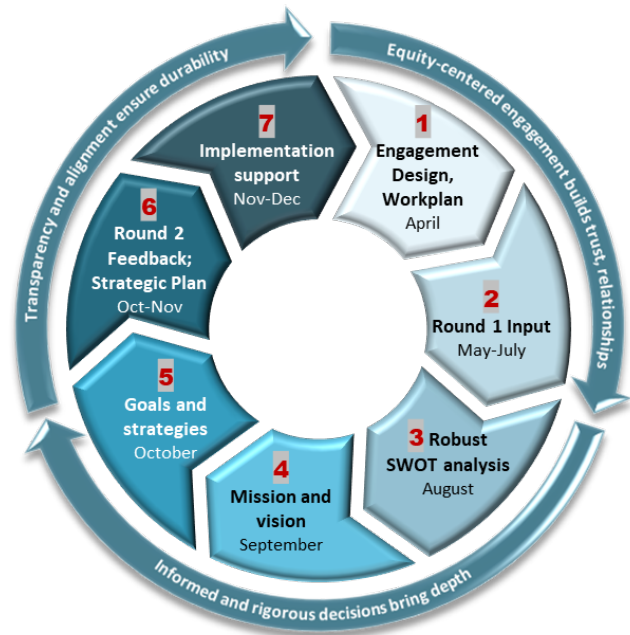 Equity-centered engagement builds trust, relationships
Informed and rigorous decisions bring depth
Transparency and alignment ensure durability
1
Engagement
Design,
Workplan
April
2
Round 1 Input
May-July
3 Robust
SWOT analysis
August
4
Mission and
vision
September
5
Goals and
strategies
October
6
Round 2
Feedback;
Strategic Plan
Oct-Nov
7
Implementation
support
Nov-Dec